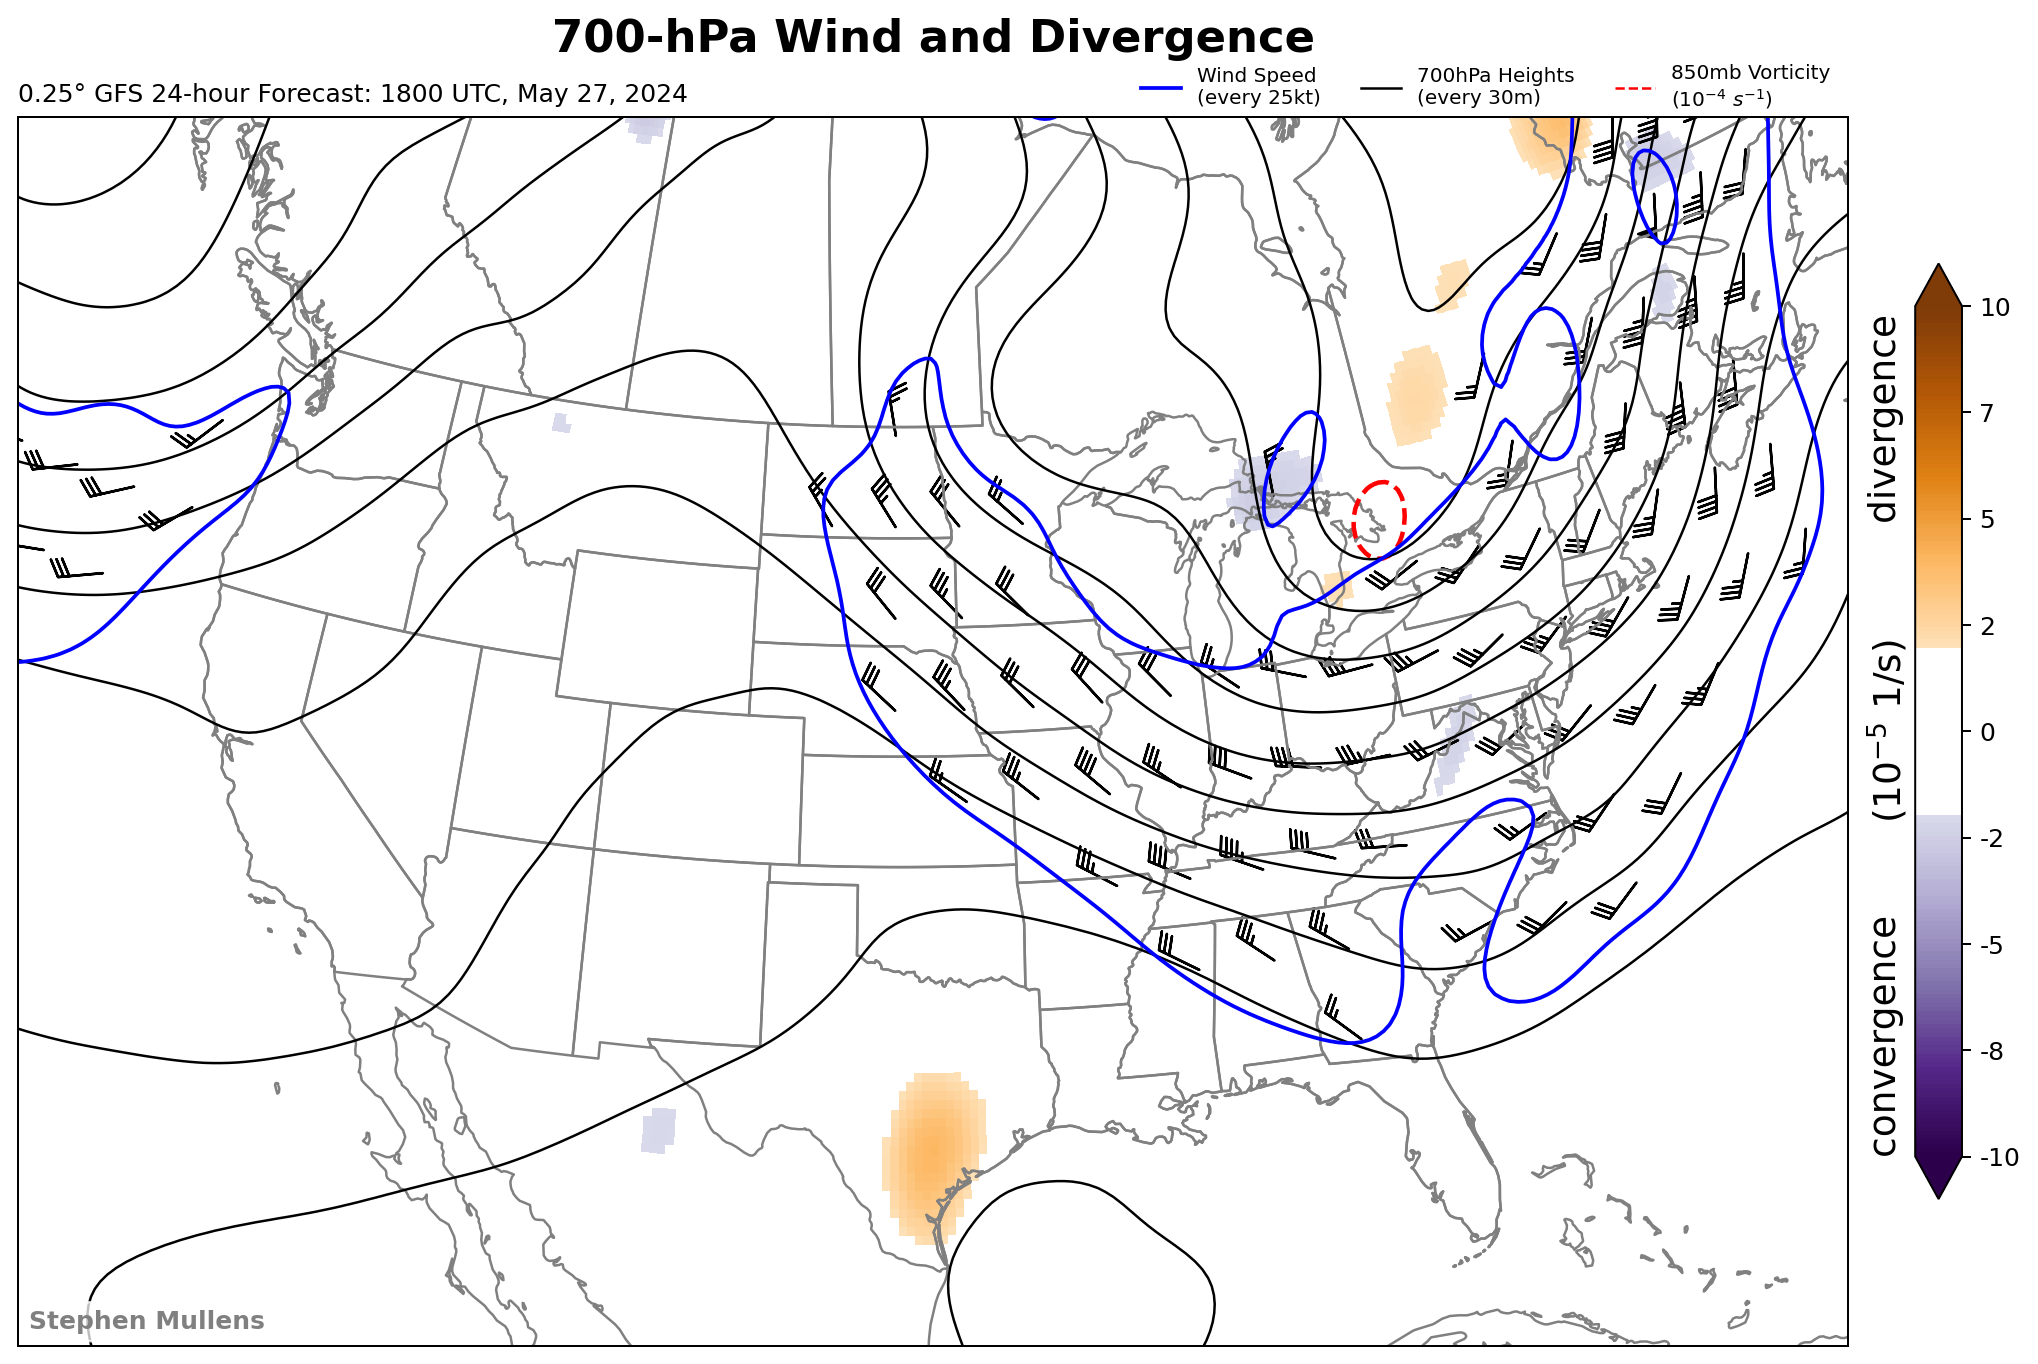 700-hPa Wind and Divergence
0.25° GFS 24-hour Forecast: 1800 UTC, May 27, 2024
Wind Speed
(every 25kt)
700hPa Heights
(every 30m)
850mb Vorticity
(10⁻⁴ s⁻¹)
10
7
5
2
0
-2
-5
-8
-10
convergence (10⁻⁵ 1/s) divergence
Stephen Mullens